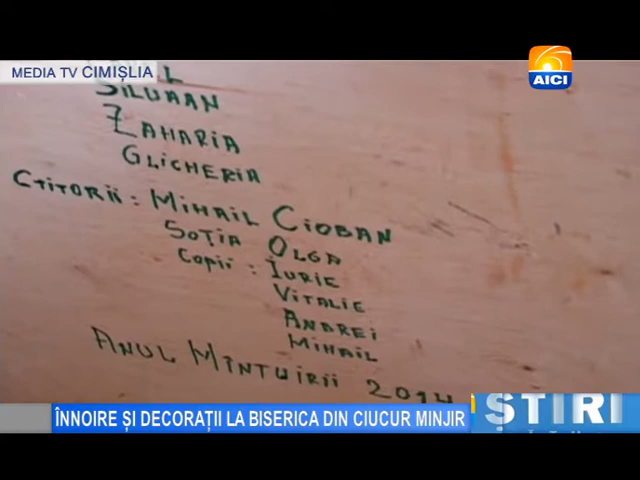 MEDIA TV CIMIȘLIA
AICI
SILUAAN
ZAHARIA
GLICHERIA
CTITORII : MIHAIL CIOBAN
SOȚIA OLGA
COPII : IURIE
VITALIE
ANDREI
MIHAIL
ANUL MÎNTUIRII 2014
ÎNNOIRE ȘI DECORAȚII LA BISERICA DIN CIUCUR MINJIR
ȘTIRI